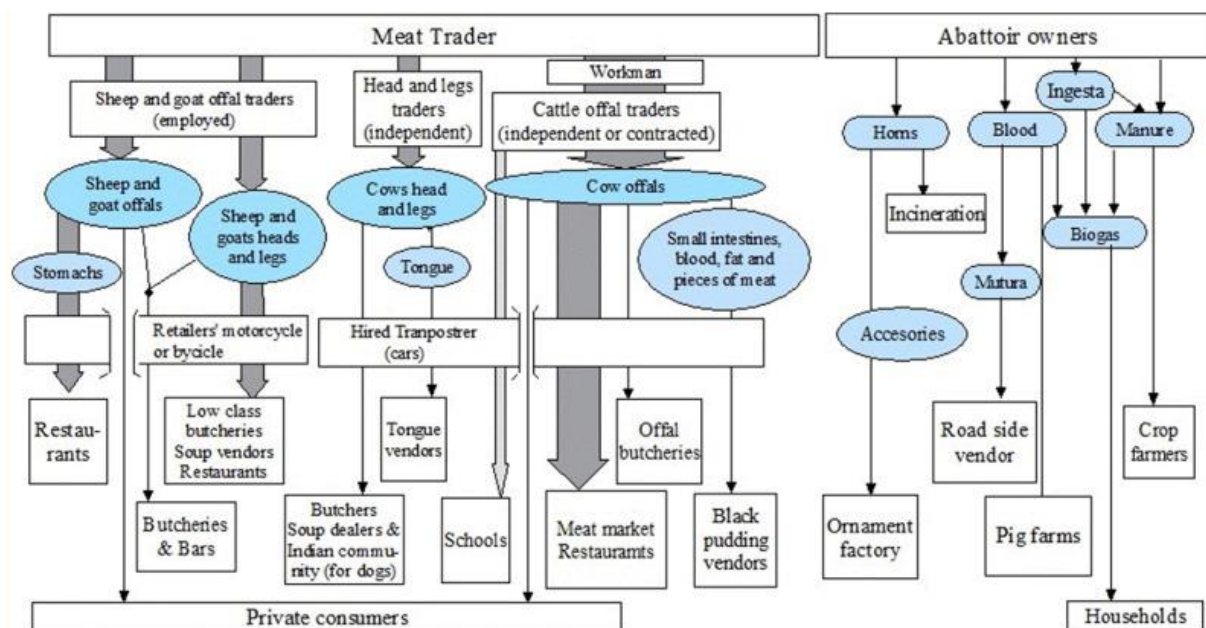 Meat Trader
Abattoir owners
Workman
Sheep and goat offal traders
(employed)
Head and legs
traders
(independent)
Cattle offal traders
(independent or contracted)
Ingesta
Horns
Blood
Manure
Sheep and
goat offals
Sheep and
goats heads
and legs
Cows head
and legs
Cow offals
Incineration
Small intestines,
blood, fat and
pieces of meat
Biogas
Stomachs
Tongue
Mutura
Retailers' motorcycle
or bycicle
Hired Tranpostrer
(cars)
Accesories
Restau-
rants
Low class
butcheries
Soup vendors
Restaurants
Tongue
vendors
Offal
butcheries
Road side
vendor
Crop
farmers
Butcheries
& Bars
Butchers
Soup dealers &
Indian commu-
nity (for dogs)
Schools
Meat market
Restauramts
Black
pudding
vendors
Ornament
factory
Pig farms
Private consumers
Households